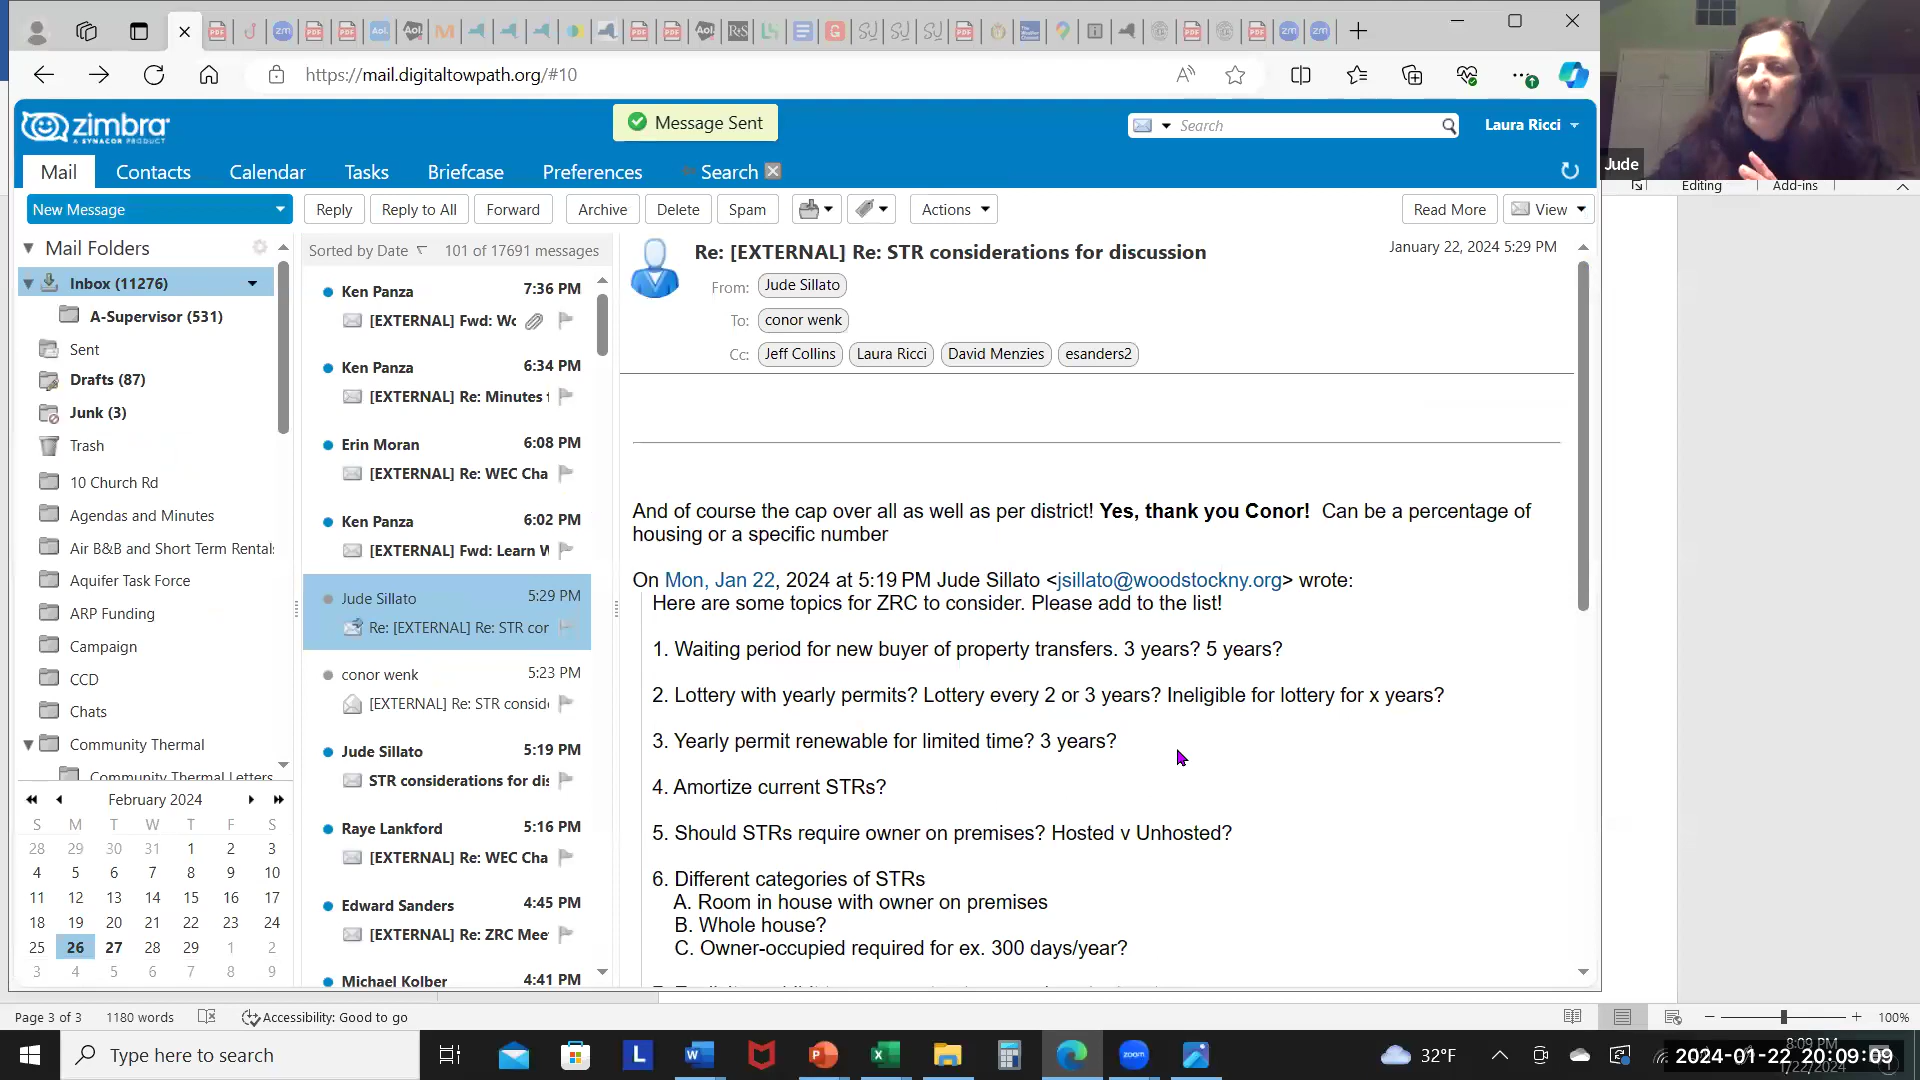 https://mail.digitaltowpath.org/#10
zimbra
A SYNACOR PRODUCT
Message Sent
Search
Laura Ricci
Jude
Mail
Contacts
Calendar
Tasks
Briefcase
Preferences
Search
Editing
Add-ins
New Message
Reply
Reply to All
Forward
Archive
Delete
Spam
Actions
Read More
View
Mail Folders
Inbox (11276)
A-Supervisor (531)
Sent
Drafts (87)
Junk (3)
Trash
10 Church Rd
Agendas and Minutes
Air B&B and Short Term Rentals
Aquifer Task Force
ARP Funding
Campaign
CCD
Chats
Community Thermal
Community Thermal Letters
February 2024
S M T W T F S
28 29 30 31 1 2 3
4 5 6 7 8 9 10
11 12 13 14 15 16 17
18 19 20 21 22 23 24
25 26 27 28 29 1 2
3 4 5 6 7 8 9
Sorted by Date
101 of 17691 messages
Ken Panza 7:36 PM
[EXTERNAL] Fwd: Wo
Ken Panza 6:34 PM
[EXTERNAL] Re: Minutes
Erin Moran 6:08 PM
[EXTERNAL] Re: WEC Cha
Ken Panza 6:02 PM
[EXTERNAL] Fwd: Learn W
Jude Sillato 5:29 PM
Re: [EXTERNAL] Re: STR cor
conor wenk 5:23 PM
[EXTERNAL] Re: STR consid
Jude Sillato 5:19 PM
STR considerations for dis
Raye Lankford 5:16 PM
[EXTERNAL] Re: WEC Cha
Edward Sanders 4:45 PM
[EXTERNAL] Re: ZRC Mee
Michael Kolber 4:41 PM
Re: [EXTERNAL] Re: STR considerations for discussion
January 22, 2024 5:29 PM
From: Jude Sillato
To: conor wenk
Cc: Jeff Collins Laura Ricci David Menzies esanders2
And of course the cap over all as well as per district! Yes, thank you Conor! Can be a percentage of
housing or a specific number
On Mon, Jan 22, 2024 at 5:19 PM Jude Sillato <jsillato@woodstockny.org> wrote:
Here are some topics for ZRC to consider. Please add to the list!
1. Waiting period for new buyer of property transfers. 3 years? 5 years?
2. Lottery with yearly permits? Lottery every 2 or 3 years? Ineligible for lottery for x years?
3. Yearly permit renewable for limited time? 3 years?
4. Amortize current STRs?
5. Should STRs require owner on premises? Hosted v Unhosted?
6. Different categories of STRs
A. Room in house with owner on premises
B. Whole house?
C. Owner-occupied required for ex. 300 days/year?
Page 3 of 3
1180 words
Accessibility: Good to go
100%
Type here to search
32°F
8:09 PM
2024-01-22 20:09:09
1/22/2024